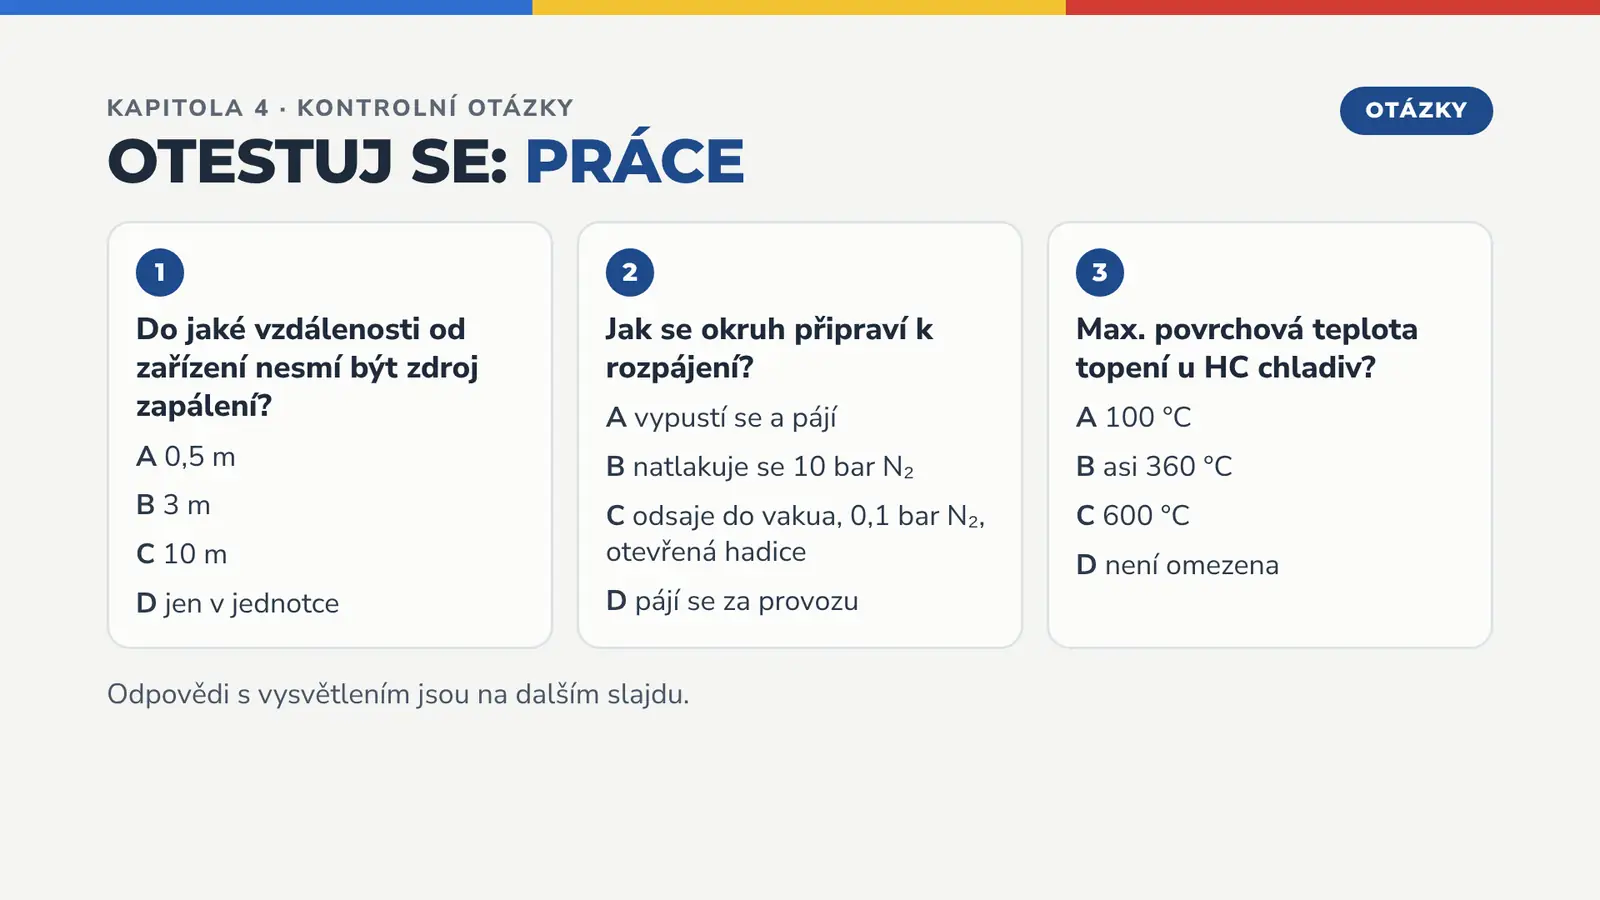 KAPITOLA 4 · KONTROLNÍ OTÁZKY
OTÁZKY
OTESTUJ SE: PRÁCE
1
Do jaké vzdálenosti od
zařízení nesmí být zdroj
zapálení?
A 0,5 m
B 3 m
C 10 m
D jen v jednotce
2
Jak se okruh připraví k
rozpájení?
A vypustí se a pájí
B natlakuje se 10 bar N₂
C odsaje do vakua, 0,1 bar N₂,
otevřená hadice
D pájí se za provozu
3
Max. povrchová teplota
topení u HC chladiv?
A 100 °C
B asi 360 °C
C 600 °C
D není omezena
Odpovědi s vysvětlením jsou na dalším slajdu.